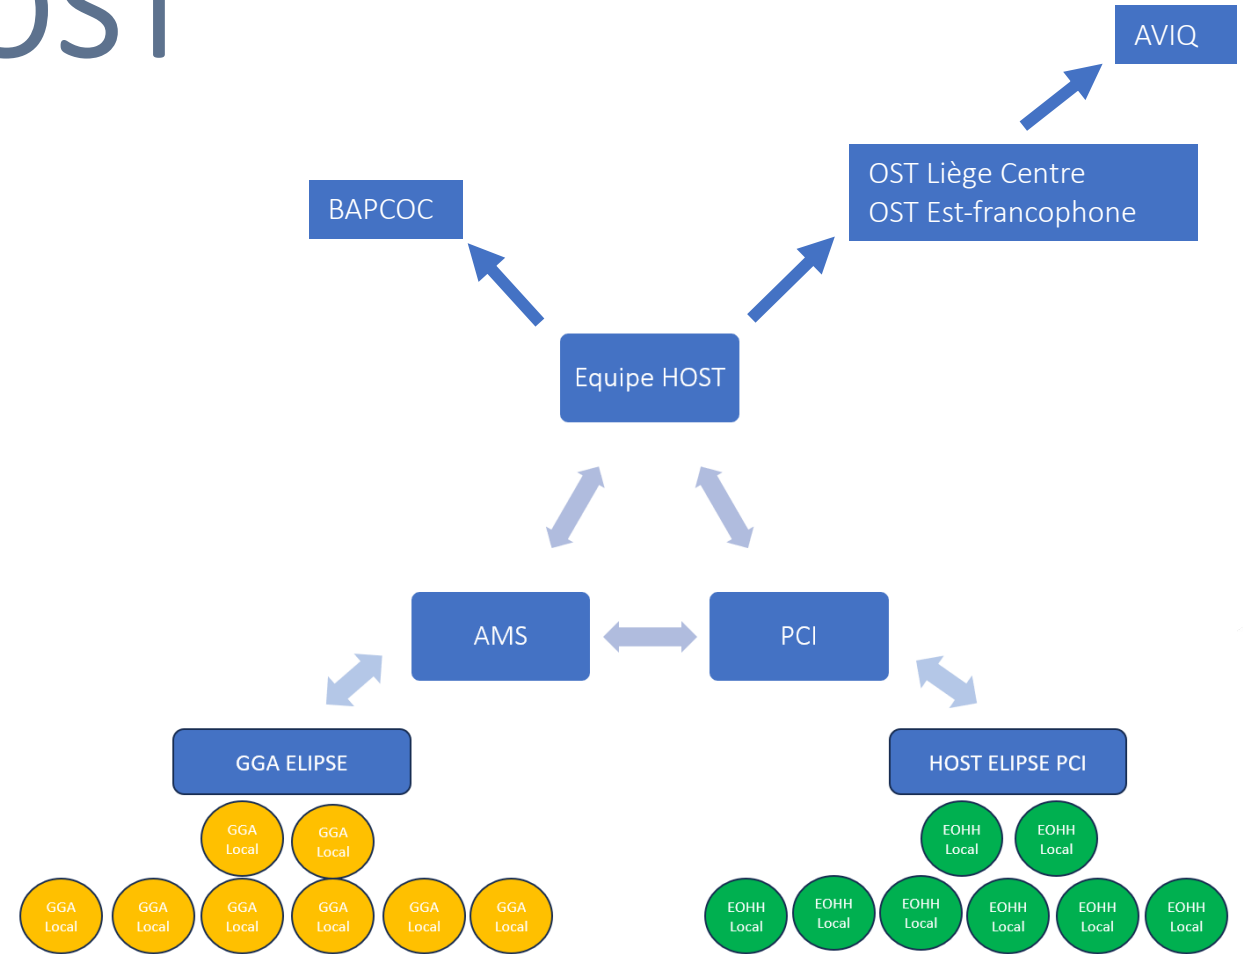 OST
AVIQ
OST Liège Centre
OST Est-francophone
BAPCOC
Equipe HOST
AMS
PCI
GGA ELIPSE
HOST ELIPSE PCI
GGA
Local
GGA
Local
EOHH
Local
EOHH
Local
GGA
Local
GGA
Local
GGA
Local
GGA
Local
GGA
Local
GGA
Local
EOHH
Local
EOHH
Local
EOHH
Local
EOHH
Local
EOHH
Local
EOHH
Local